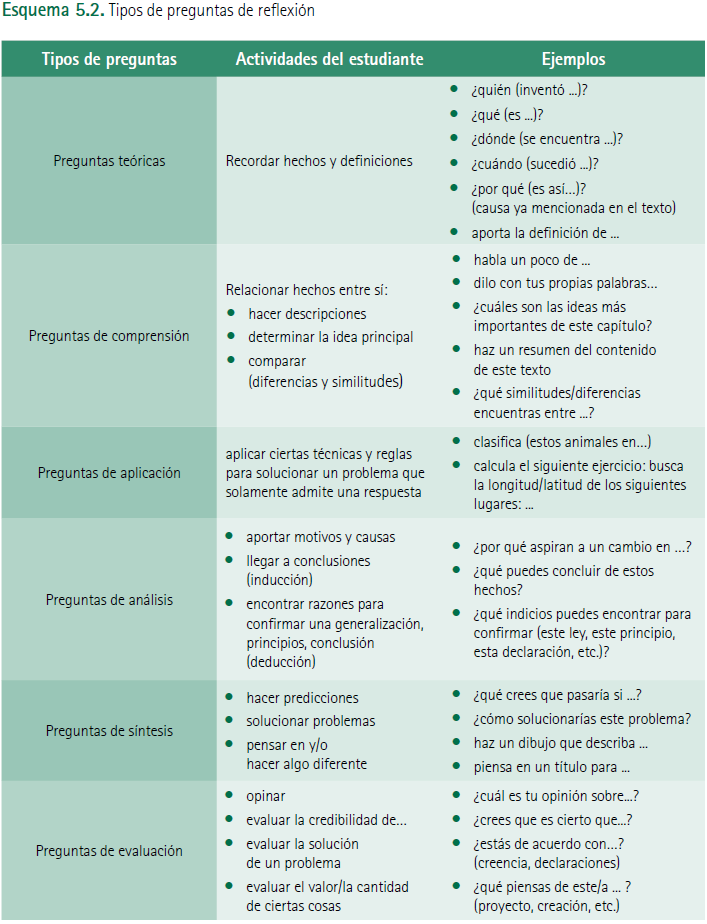 Esquema 5.2. Tipos de preguntas de reflexión
Tipos de preguntas
Actividades del estudiante
Ejemplos
Preguntas teóricas
Recordar hechos y definiciones
• ¿quién (inventó ...)?
• ¿qué (es ...)?
• ¿dónde (se encuentra ...)?
• ¿cuándo (sucedió ...)?
• ¿por qué (es así...)?
(causa ya mencionada en el texto)
• aporta la definición de ...
Preguntas de comprensión
Relacionar hechos entre sí:
• hacer descripciones
• determinar la idea principal
• comparar
(diferencias y similitudes)
• habla un poco de ...
• dilo con tus propias palabras...
• ¿cuáles son las ideas más
importantes de este capítulo?
• haz un resumen del contenido
de este texto
• ¿qué similitudes/diferencias
encuentras entre ...?
Preguntas de aplicación
aplicar ciertas técnicas y reglas
para solucionar un problema que
solamente admite una respuesta
• clasifica (estos animales en...)
• calcula el siguiente ejercicio: busca
la longitud/latitud de los siguientes
lugares: ...
Preguntas de análisis
• aportar motivos y causas
• llegar a conclusiones
(inducción)
• encontrar razones para
confirmar una generalización,
principios, conclusión
(deducción)
• ¿por qué aspiran a un cambio en ...?
• ¿qué puedes concluir de estos
hechos?
• ¿qué indicios puedes encontrar para
confirmar (este ley, este principio,
esta declaración, etc.)?
Preguntas de síntesis
• hacer predicciones
• solucionar problemas
• pensar en y/o
hacer algo diferente
• ¿qué crees que pasaría si ...?
• ¿cómo solucionarías este problema?
• haz un dibujo que describa ...
• piensa en un título para ...
Preguntas de evaluación
• opinar
• evaluar la credibilidad de...
• evaluar la solución
de un problema
• evaluar el valor/la cantidad
de ciertas cosas
• ¿cuál es tu opinión sobre...?
• ¿crees que es cierto que...?
• ¿estás de acuerdo con...?
(creencia, declaraciones)
• ¿qué piensas de este/a ... ?
(proyecto, creación, etc.)